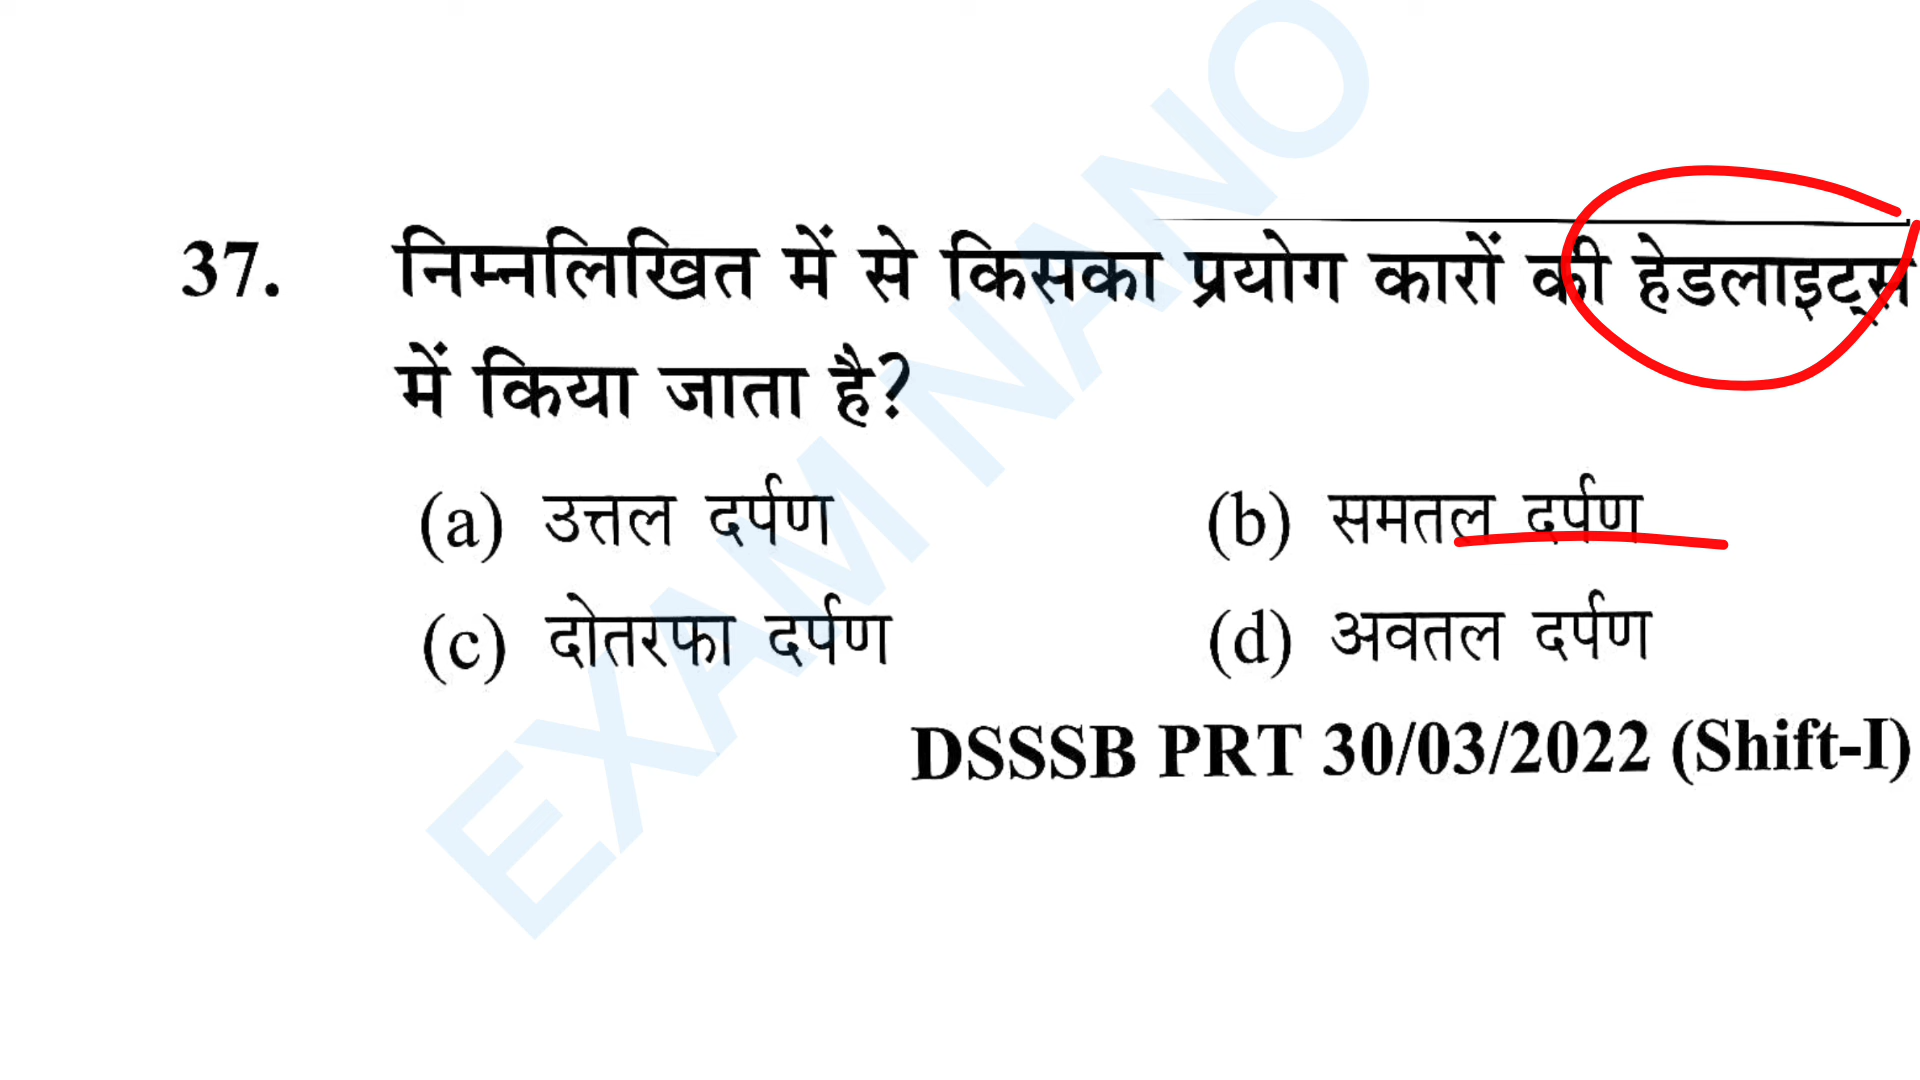 37. निम्नलिखित में से किसका प्रयोग कारों की हेडलाइट्स
में किया जाता है?
(a) उत्तल दर्पण (b) समतल दर्पण
(c) दोतरफा दर्पण (d) अवतल दर्पण
DSSSB PRT 30/03/2022 (Shift-I)
EXAM NANO